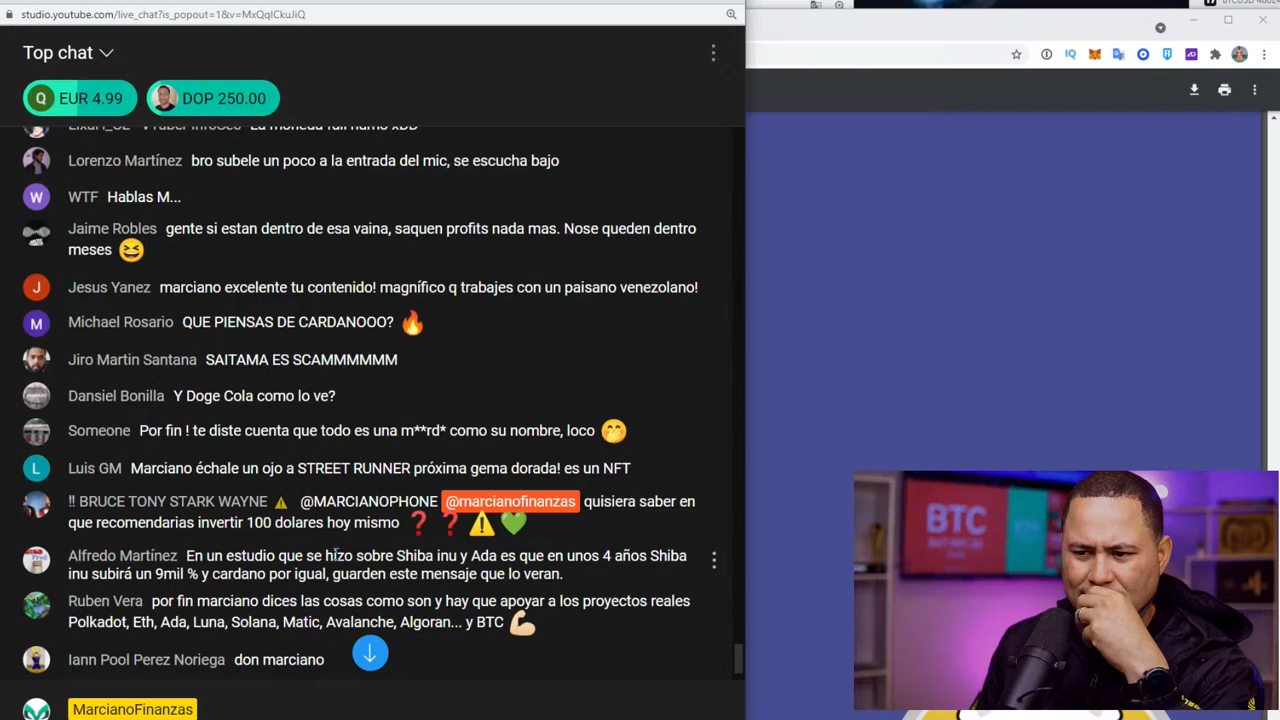 studio.youtube.com/live_chat?is_popout=1&v=MxQqlCkuJiQ
Top chat
Q EUR 4.99 DOP 250.00
La moneda full humo xDD
Lorenzo Martínez bro subele un poco a la entrada del mic, se escucha bajo
W WTF Hablas M...
Jaime Robles gente si estan dentro de esa vaina, saquen profits nada mas. Nose queden dentro
meses 😆
J Jesus Yanez marciano excelente tu contenido! magnífico q trabajes con un paisano venezolano!
M Michael Rosario QUE PIENSAS DE CARDANOOO? 🔥
Jiro Martin Santana SAITAMA ES SCAMMMMMM
Dansiel Bonilla Y Doge Cola como lo ve?
Someone Por fin ! te diste cuenta que todo es una m**rd* como su nombre, loco 🤭
L Luis GM Marciano échale un ojo a STREET RUNNER próxima gema dorada! es un NFT
‼ BRUCE TONY STARK WAYNE ⚠ @MARCIANOPHONE @marcianofinanzas quisiera saber en
que recomendarias invertir 100 dolares hoy mismo ❓ ❓ ⚠ 💚
Alfredo Martínez En un estudio que se hizo sobre Shiba inu y Ada es que en unos 4 años Shiba
inu subirá un 9mil % y cardano por igual, guarden este mensaje que lo veran.
Ruben Vera por fin marciano dices las cosas como son y hay que apoyar a los proyectos reales
Polkadot, Eth, Ada, Luna, Solana, Matic, Avalanche, Algoran... y BTC 💪🏻
Iann Pool Perez Noriega don marciano
MarcianoFinanzas
IQ
BTC